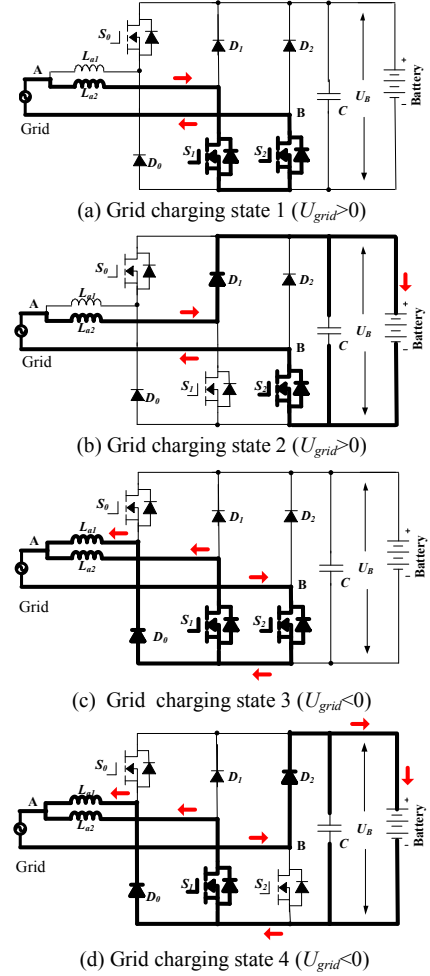 S0
D1
D2
La1
A
La2
UB
+
-
Battery
C
B
Grid
S1
S2
D0
(a) Grid charging state 1 (Ugrid>0)
S0
D1
D2
La1
A
La2
UB
+
-
Battery
C
B
Grid
S1
S2
D0
(b) Grid charging state 2 (Ugrid>0)
S0
D1
D2
La1
A
La2
UB
+
-
Battery
C
B
Grid
S1
S2
D0
(c) Grid charging state 3 (Ugrid<0)
S0
D1
D2
La1
A
La2
UB
+
-
Battery
C
B
Grid
S1
S2
D0
(d) Grid charging state 4 (Ugrid<0)